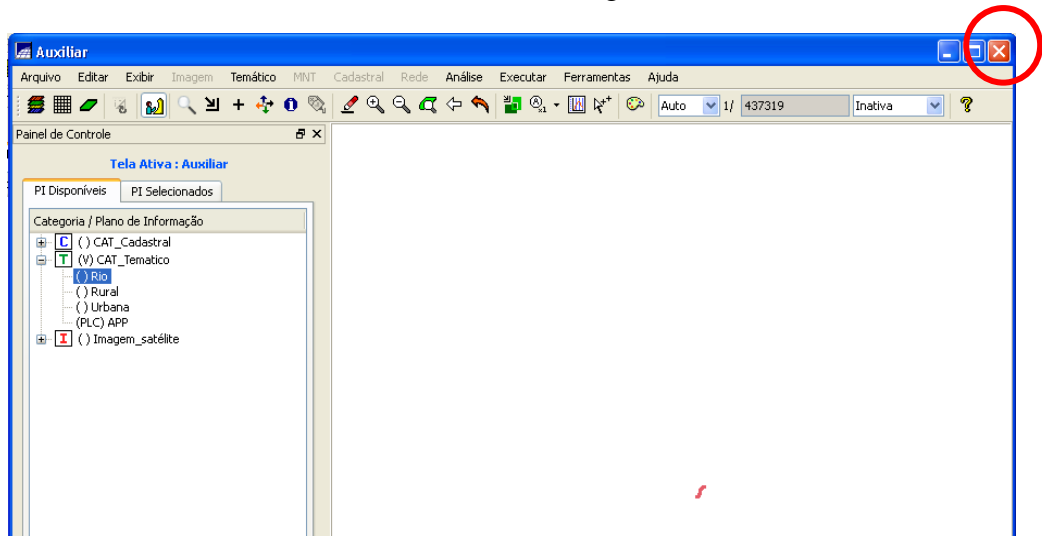 Auxiliar
Arquivo Editar Exibir Imagem Temático MNT Cadastral Rede Análise Executar Ferramentas Ajuda
Auto 1/ 437319 Inativa
Painel de Controle
Tela Ativa : Auxiliar
PI Disponíveis PI Selecionados
Categoria / Plano de Informação
C ( ) CAT_Cadastral
T (V) CAT_Tematico
( ) Rio
( ) Rural
( ) Urbana
(PLC) APP
I ( ) Imagem_satélite